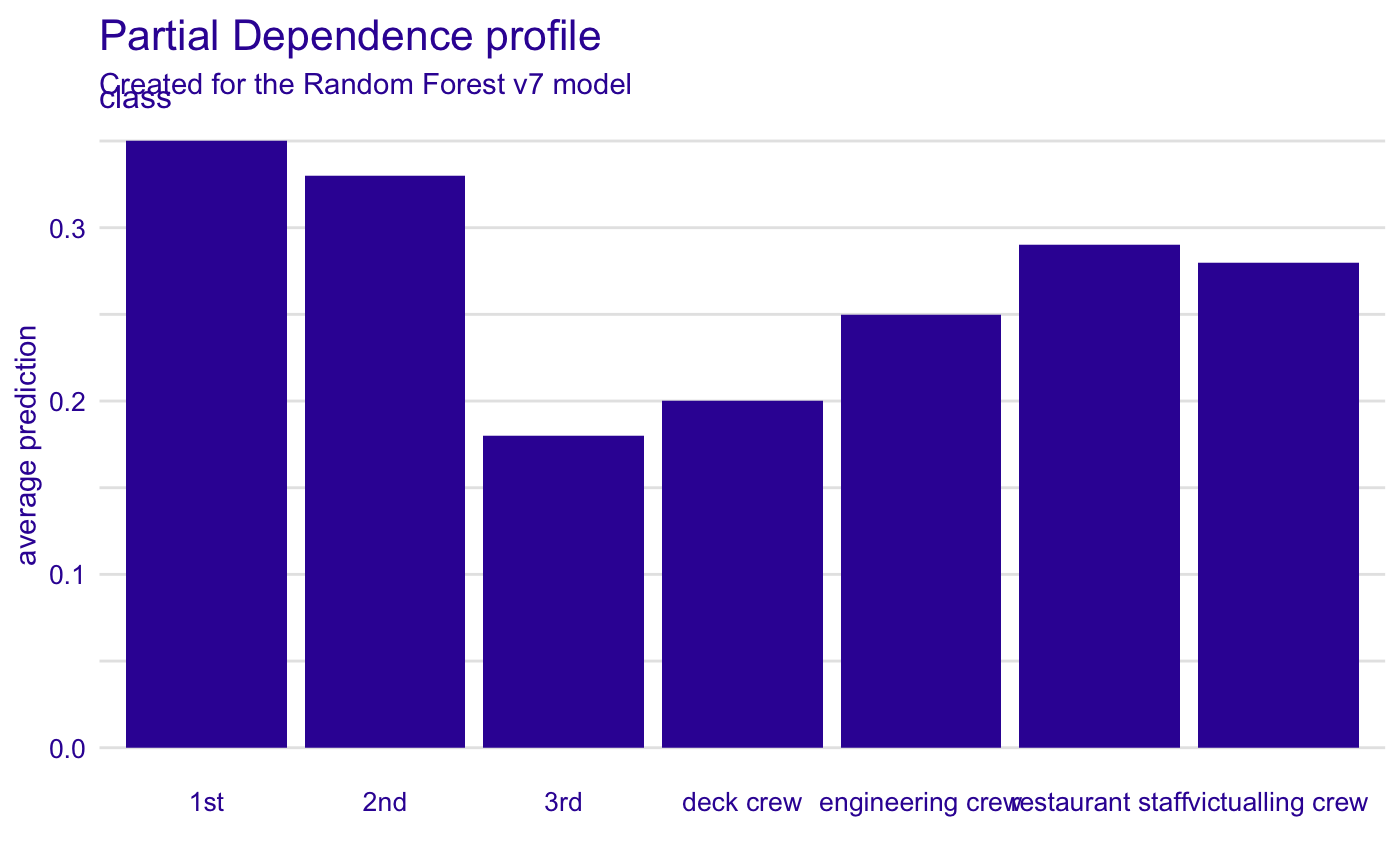 Partial Dependence profile
Created for the Random Forest v7 model
class
average prediction
0.3
0.2
0.1
0.0
1st 2nd 3rd deck crew engineering crew restaurant staff victualling crew